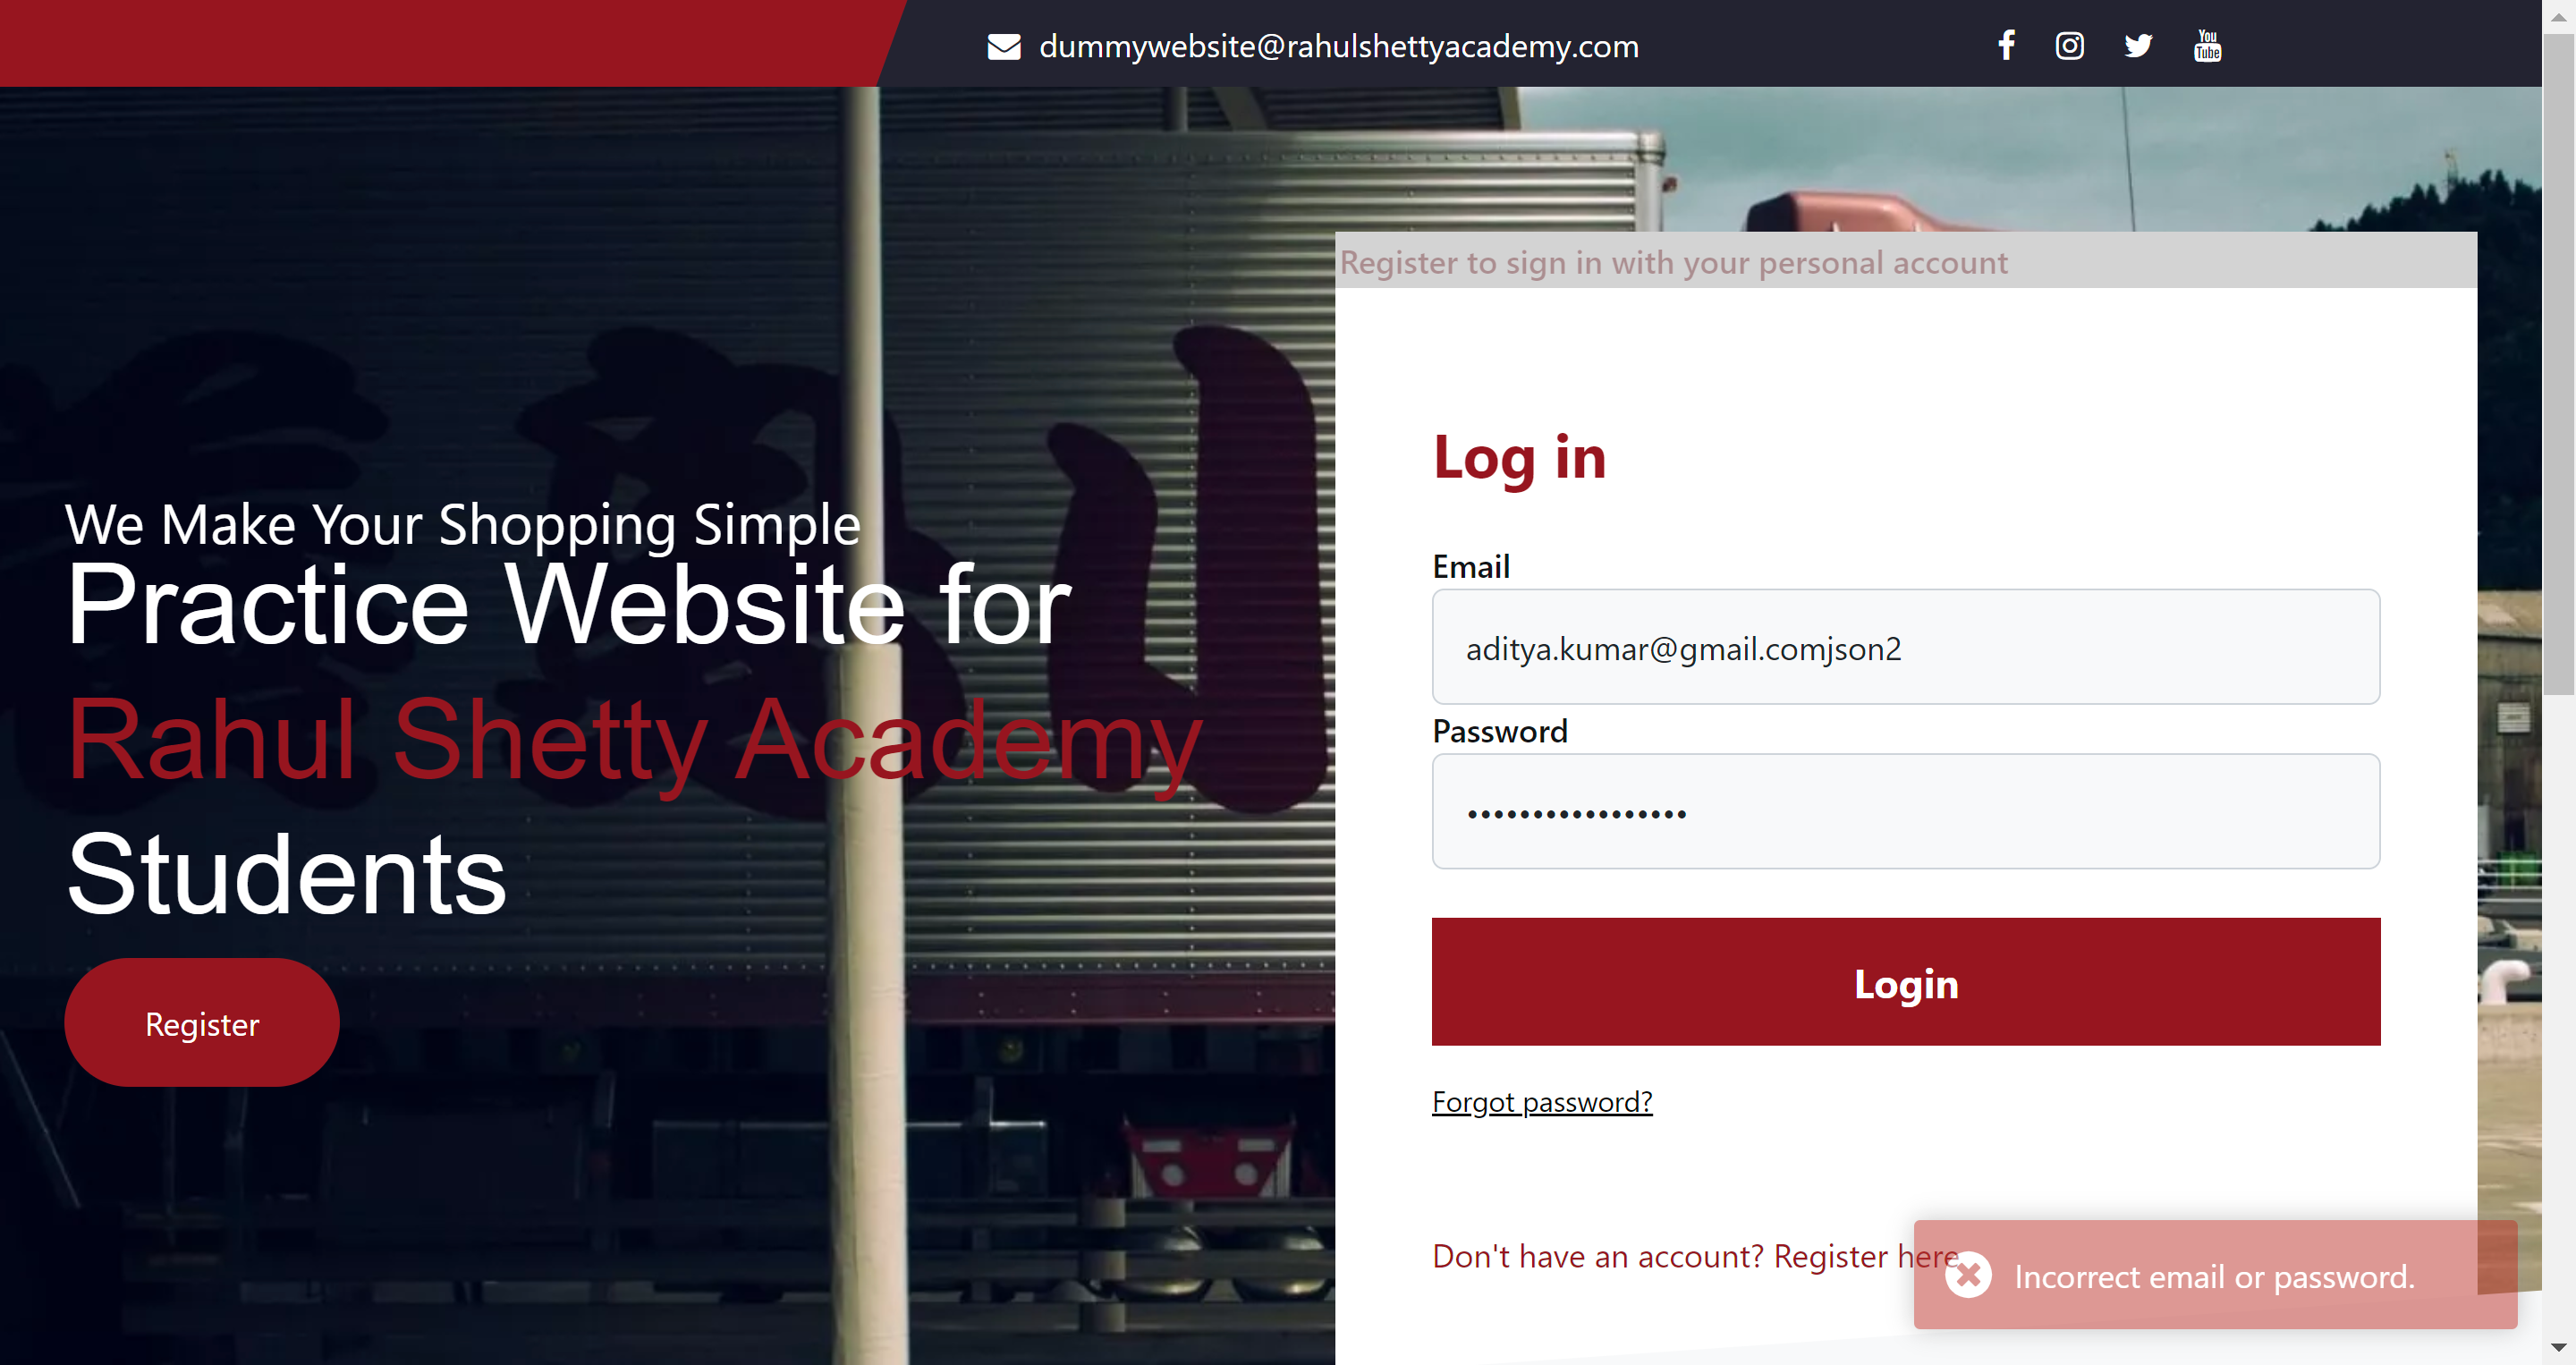 dummywebsite@rahulshettyacademy.com
You
Tube
Register to sign in with your personal account
We Make Your Shopping Simple
Practice Website for
Rahul Shetty Academy
Students
Register
Log in
Email
aditya.kumar@gmail.comjson2
Password
•••••••••••••••••
Login
Forgot password?
Don't have an account? Register here
Incorrect email or password.